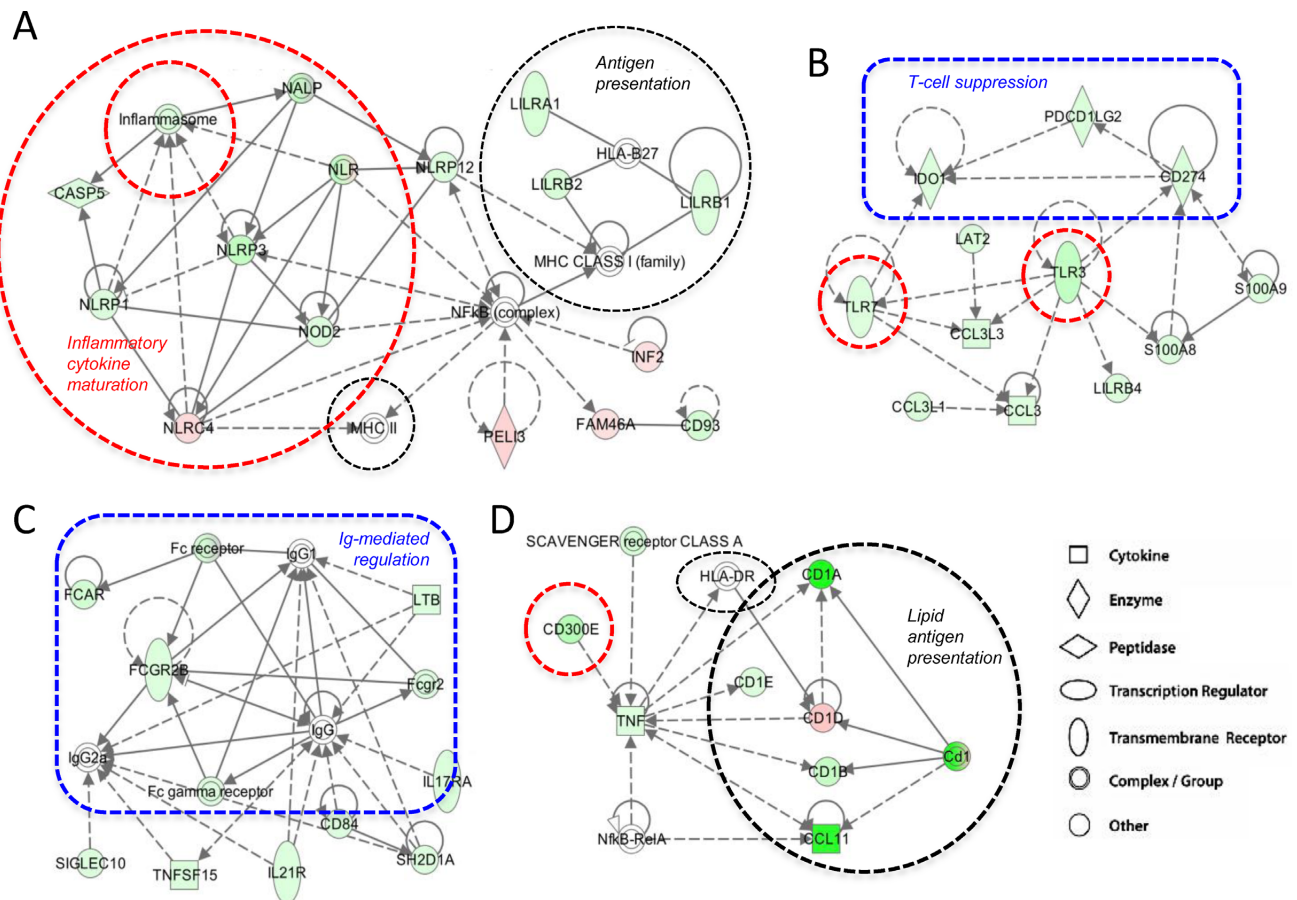 A
Antigen
presentation
NALP
LILRA1
Inflammasome
HLA-B27
NLR
NLRP12
CASP5
LILRB2
LILRB1
NLRP3
MHC CLASS I (family)
NLRP1
NFkB (complex)
NOD2
Inflammatory
cytokine
maturation
INF2
NLRC4
MHC II
PELI3
FAM46A
CD93
B
T-cell suppression
PDCD1LG2
IDO1
CD274
LAT2
TLR3
TLR7
S100A9
CCL3L3
S100A8
LILRB4
CCL3L1
CCL3
C
Ig-mediated
regulation
Fc receptor
IgG1
FCAR
LTB
FCGR2B
Fcgr2
IgG
IgG2a
IL17RA
Fc gamma receptor
CD84
SIGLEC10
TNFSF15
IL21R
SH2D1A
D
SCAVENGER receptor CLASS A
HLA-DR
CD1A
Lipid
antigen
presentation
CD300E
CD1E
TNF
CD1D
Cd1
CD1B
NfkB-RelA
CCL11
Cytokine
Enzyme
Peptidase
Transcription Regulator
Transmembrane Receptor
Complex / Group
Other